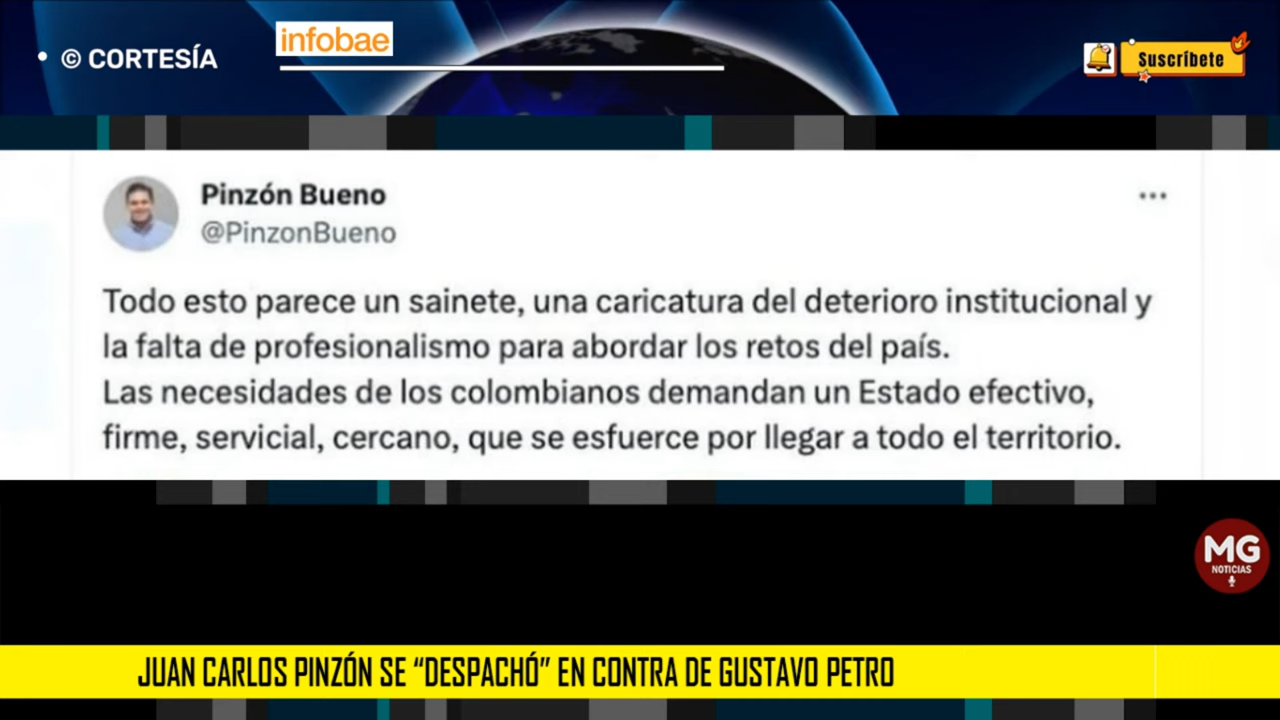 • © CORTESÍA
infobae
Suscríbete
Pinzón Bueno
@PinzonBueno
Todo esto parece un sainete, una caricatura del deterioro institucional y
la falta de profesionalismo para abordar los retos del país.
Las necesidades de los colombianos demandan un Estado efectivo,
firme, servicial, cercano, que se esfuerce por llegar a todo el territorio.
MG
NOTICIAS
JUAN CARLOS PINZÓN SE “DESPACHÓ” EN CONTRA DE GUSTAVO PETRO